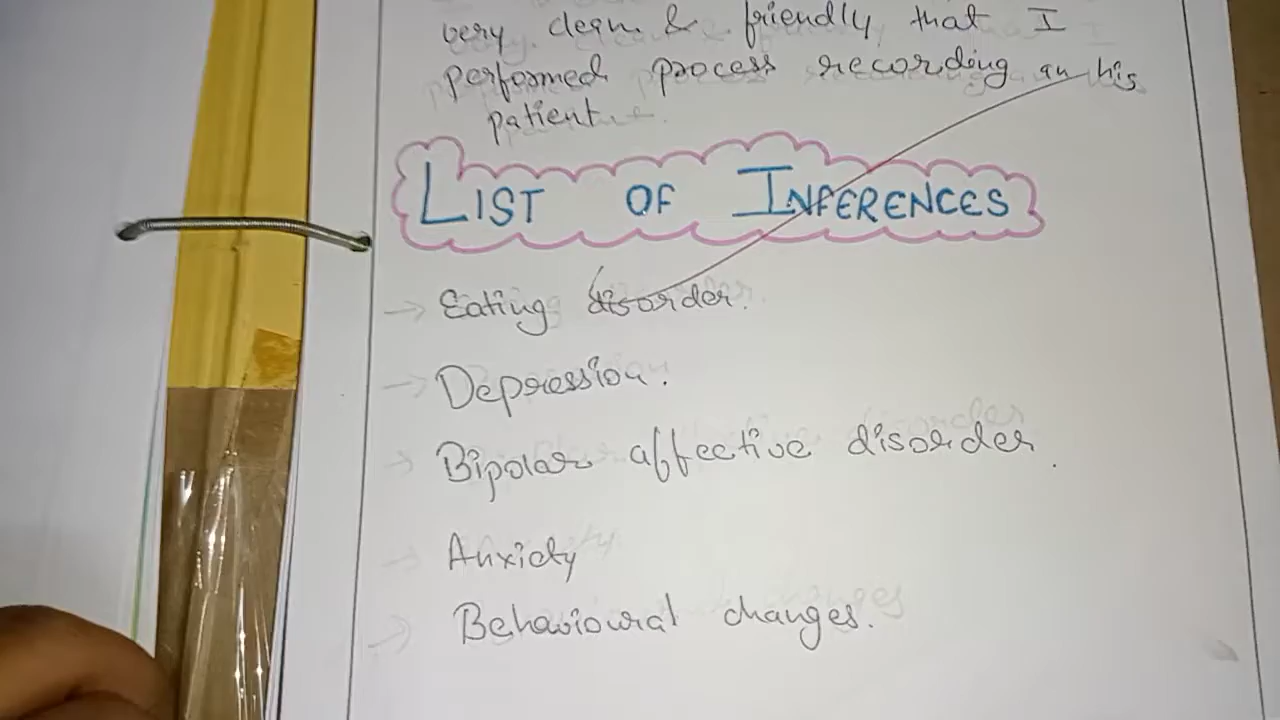 very clean & friendly that I
performed process recording on his
patient.
LIST OF INFERENCES
→ Eating disorder.
→ Depression.
→ Bipolar affective disorder.
→ Anxiety
→ Behavioural changes.